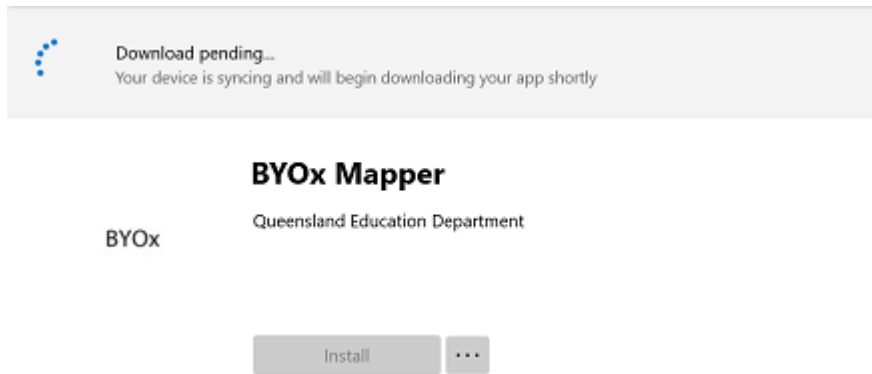 Download pending...
Your device is syncing and will begin downloading your app shortly
BYOx Mapper
Queensland Education Department
BYOx
Install
...